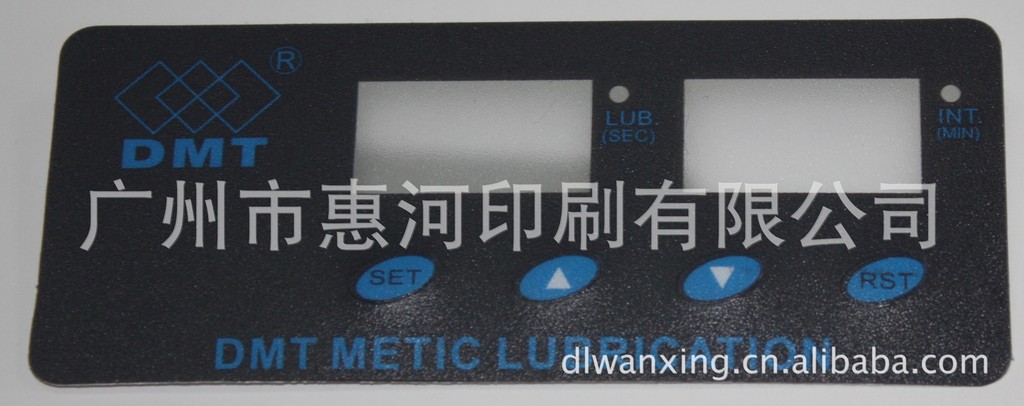 ®
DMT
LUB.
(SEC)
INT.
(MIN)
广州市惠河印刷有限公司
SET
RST
DMT METIC LUBRICATION
dlwanxing.cn.alibaba.com